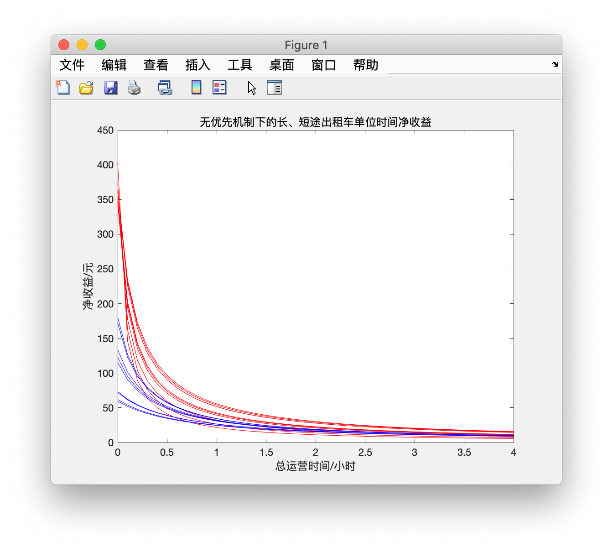 Figure 1
文件 编辑 查看 插入 工具 桌面 窗口 帮助
无优先机制下的长、短途出租车单位时间净收益
450
400
350
300
250
200
150
100
50
0
净收益/元
0 0.5 1 1.5 2 2.5 3 3.5 4
总运营时间/小时